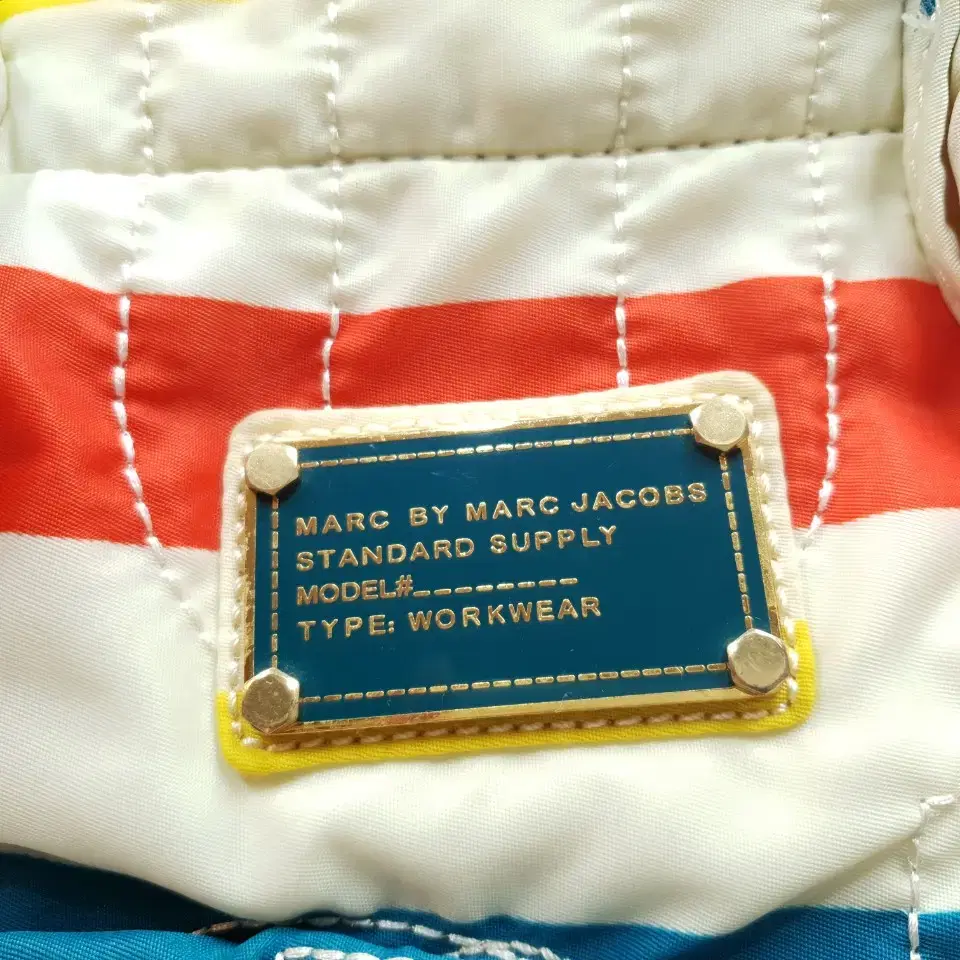 MARC BY MARC JACOBS
STANDARD SUPPLY
MODEL#_________
TYPE: WORKWEAR